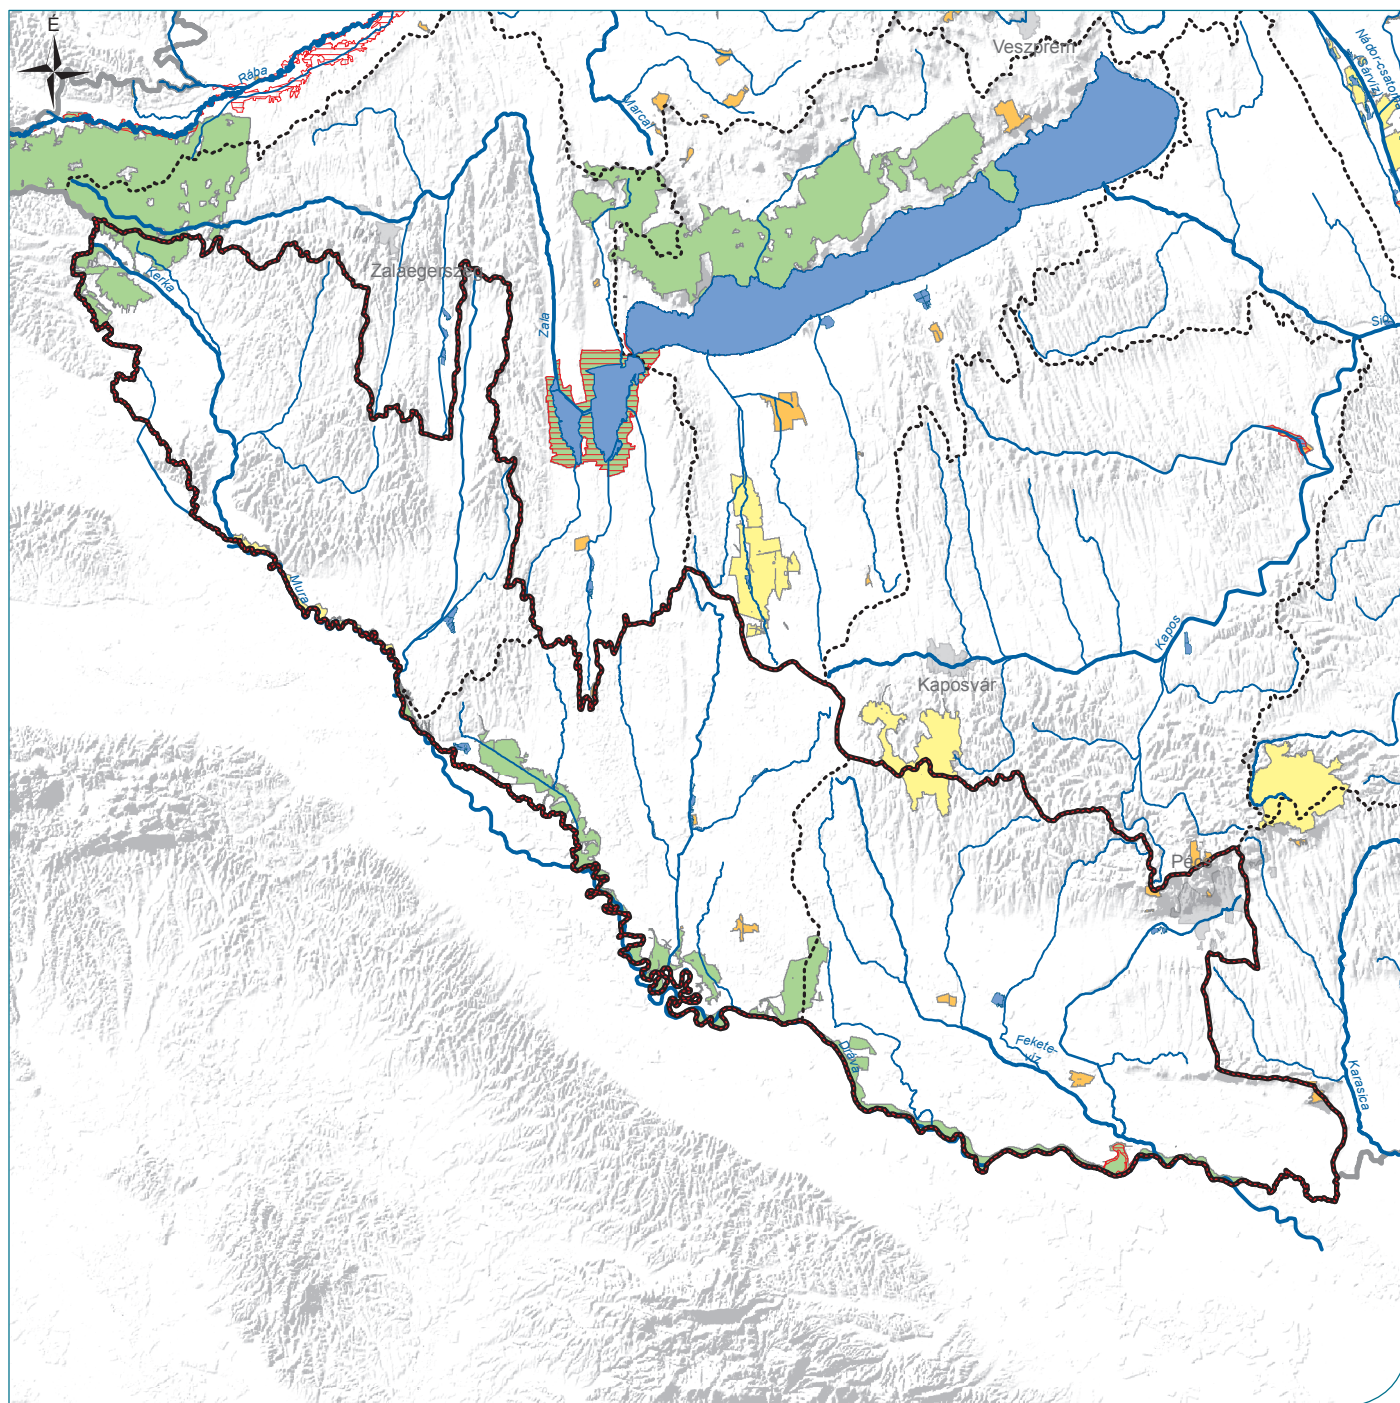 É
Veszprém
Nádor-csatorna
(Sárvíz)
Rába
Marcal
Zalaegerszeg
Kerka
Zala
Sió
Mura
Kapos
Kaposvár
Pécs
Dráva
Fekete-
víz
Karasica